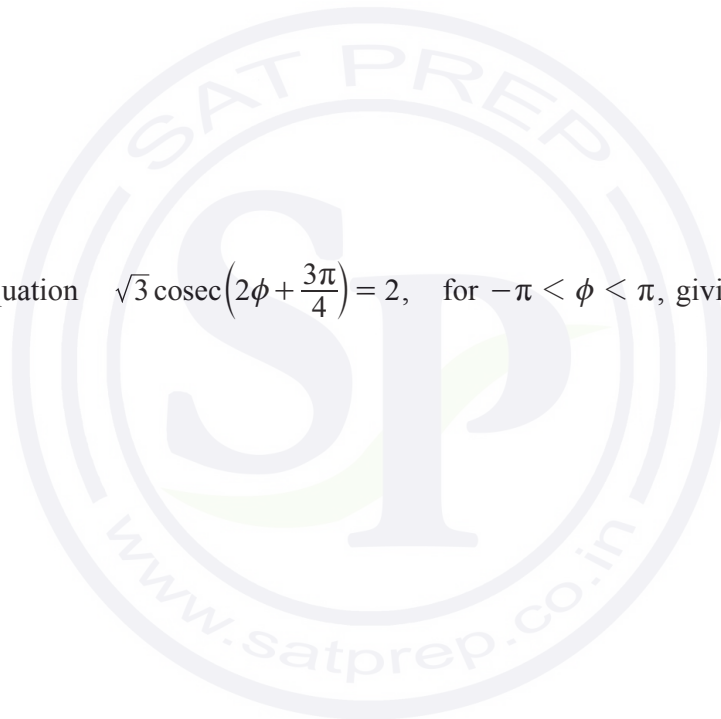 SAT PREP
uation √3 cosec(2ϕ + 3π/4) = 2, for −π < ϕ < π, givi
SP
www.satprep.co.in